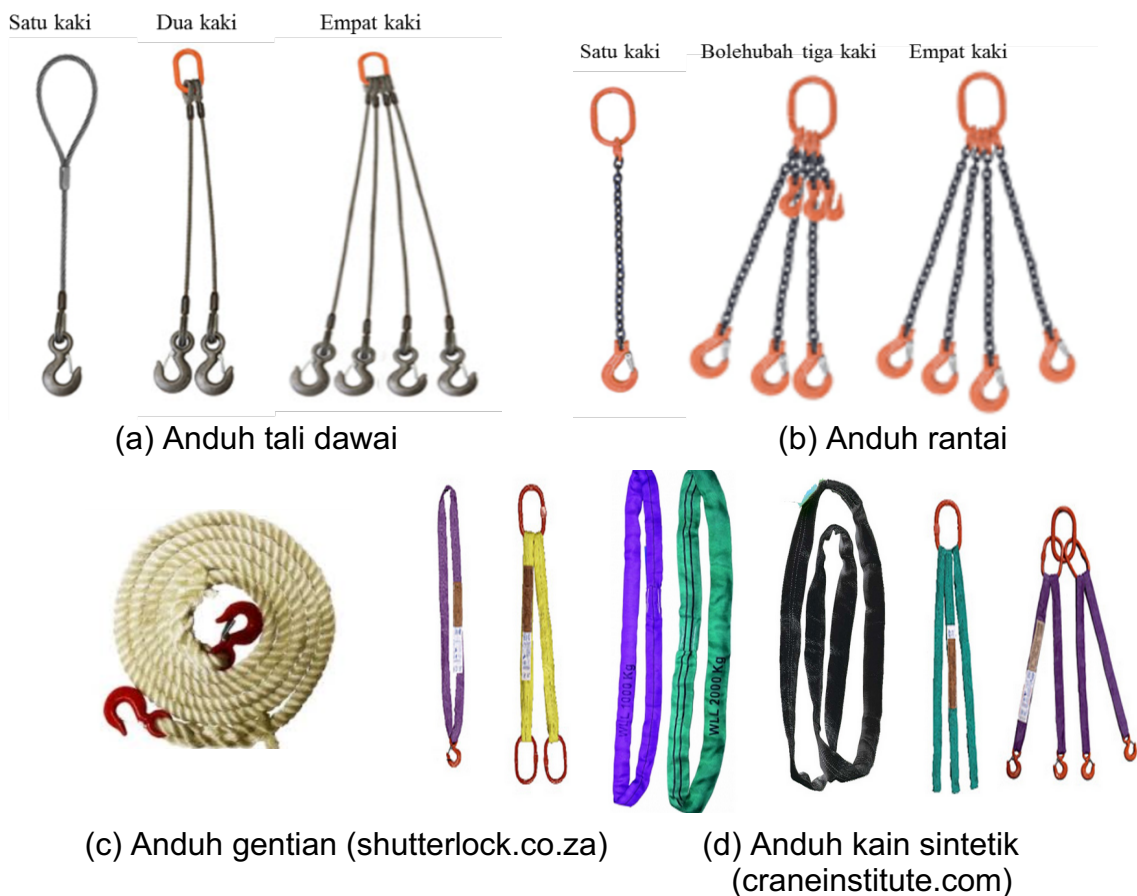 Satu kaki
Dua kaki
Empat kaki
Satu kaki
Bolehubah tiga kaki
Empat kaki
(a) Anduh tali dawai
(b) Anduh rantai
WLL 1000 Kg
WLL 2000 Kg
(c) Anduh gentian (shutterlock.co.za)
(d) Anduh kain sintetik
(craneinstitute.com)